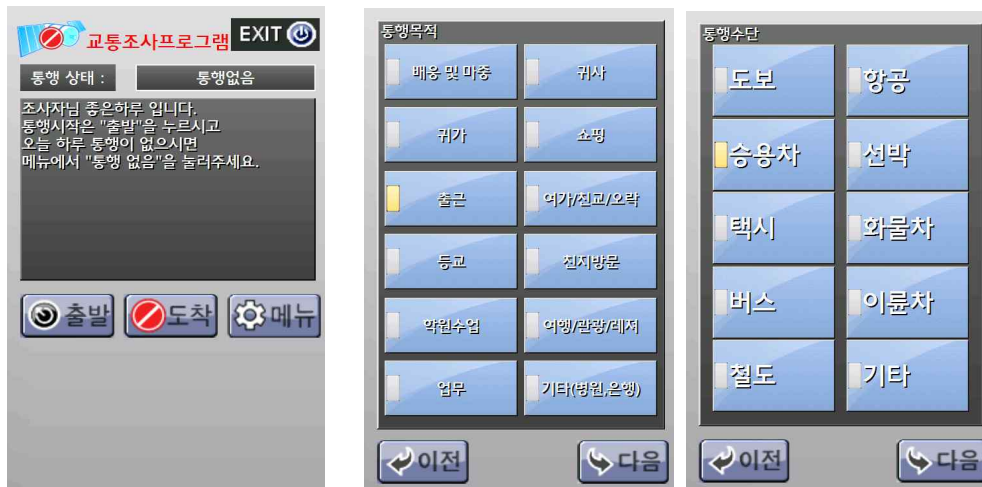 교통조사프로그램 EXIT
통행 상태 : 통행없음
조사자님 좋은하루 입니다.
통행시작은 "출발"을 누르시고
오늘 하루 통행이 없으시면
메뉴에서 "통행 없음"을 눌러주세요.
출발 도착 메뉴
통행목적
배웅 및 마중 귀사
귀가 쇼핑
출근 여가/친교/오락
등교 친지방문
학원수업 여행/관광/레져
업무 기타(병원,은행)
이전 다음
통행수단
도보 항공
승용차 선박
택시 화물차
버스 이륜차
철도 기타
이전 다음